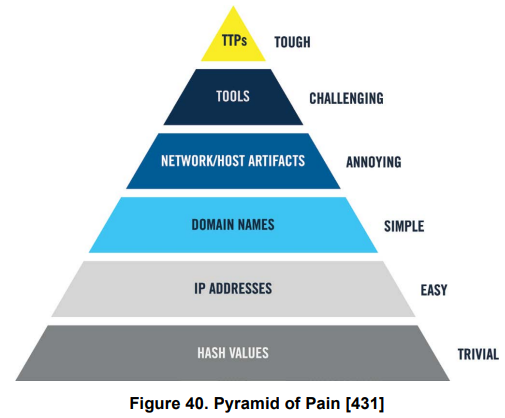 TTPs TOUGH
TOOLS CHALLENGING
NETWORK/HOST ARTIFACTS ANNOYING
DOMAIN NAMES SIMPLE
IP ADDRESSES EASY
HASH VALUES TRIVIAL
Figure 40. Pyramid of Pain [431]